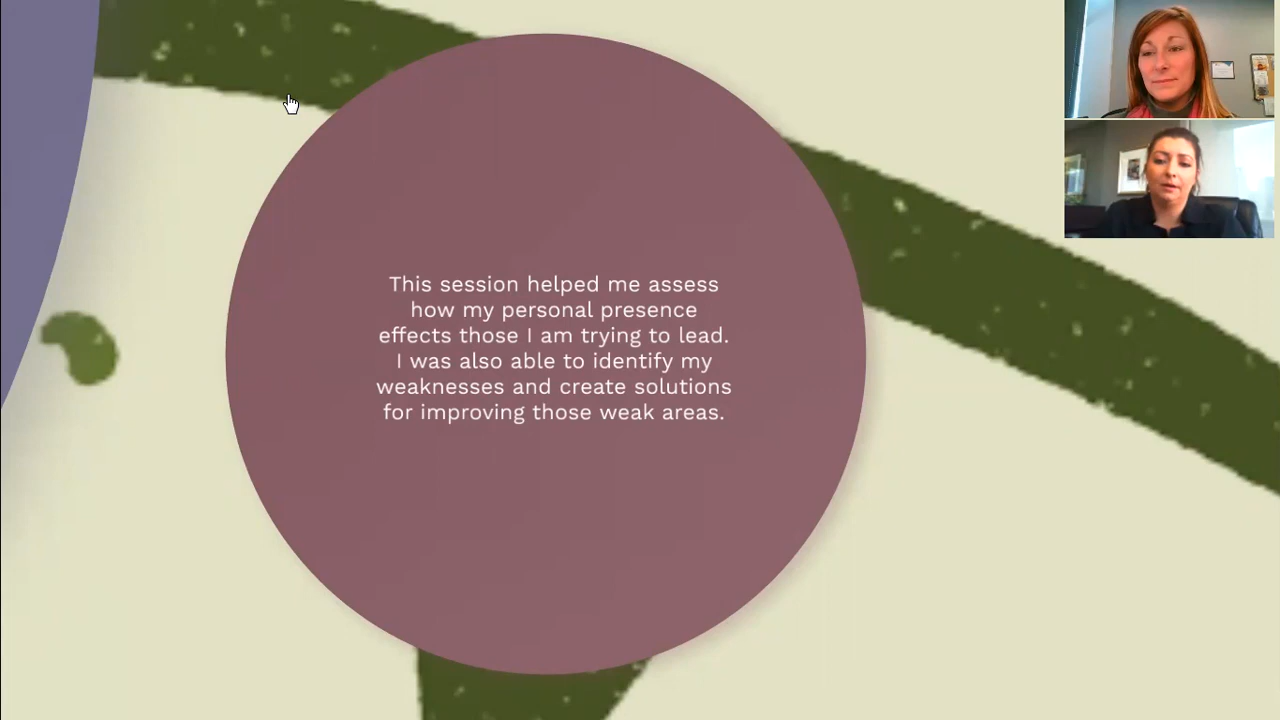 This session helped me assess
how my personal presence
effects those I am trying to lead.
I was also able to identify my
weaknesses and create solutions
for improving those weak areas.